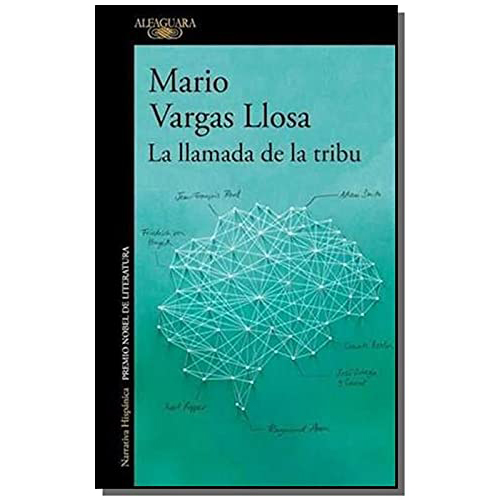 ALFAGUARA
Mario
Vargas Llosa
La llamada de la tribu
Jean-François Revel
Adam Smith
Friedrich von
Hayek
Isaiah Berlin
José Ortega
y Gasset
Karl Popper
Raymond Aron
Narrativa Hispánica PREMIO NOBEL DE LITERATURA